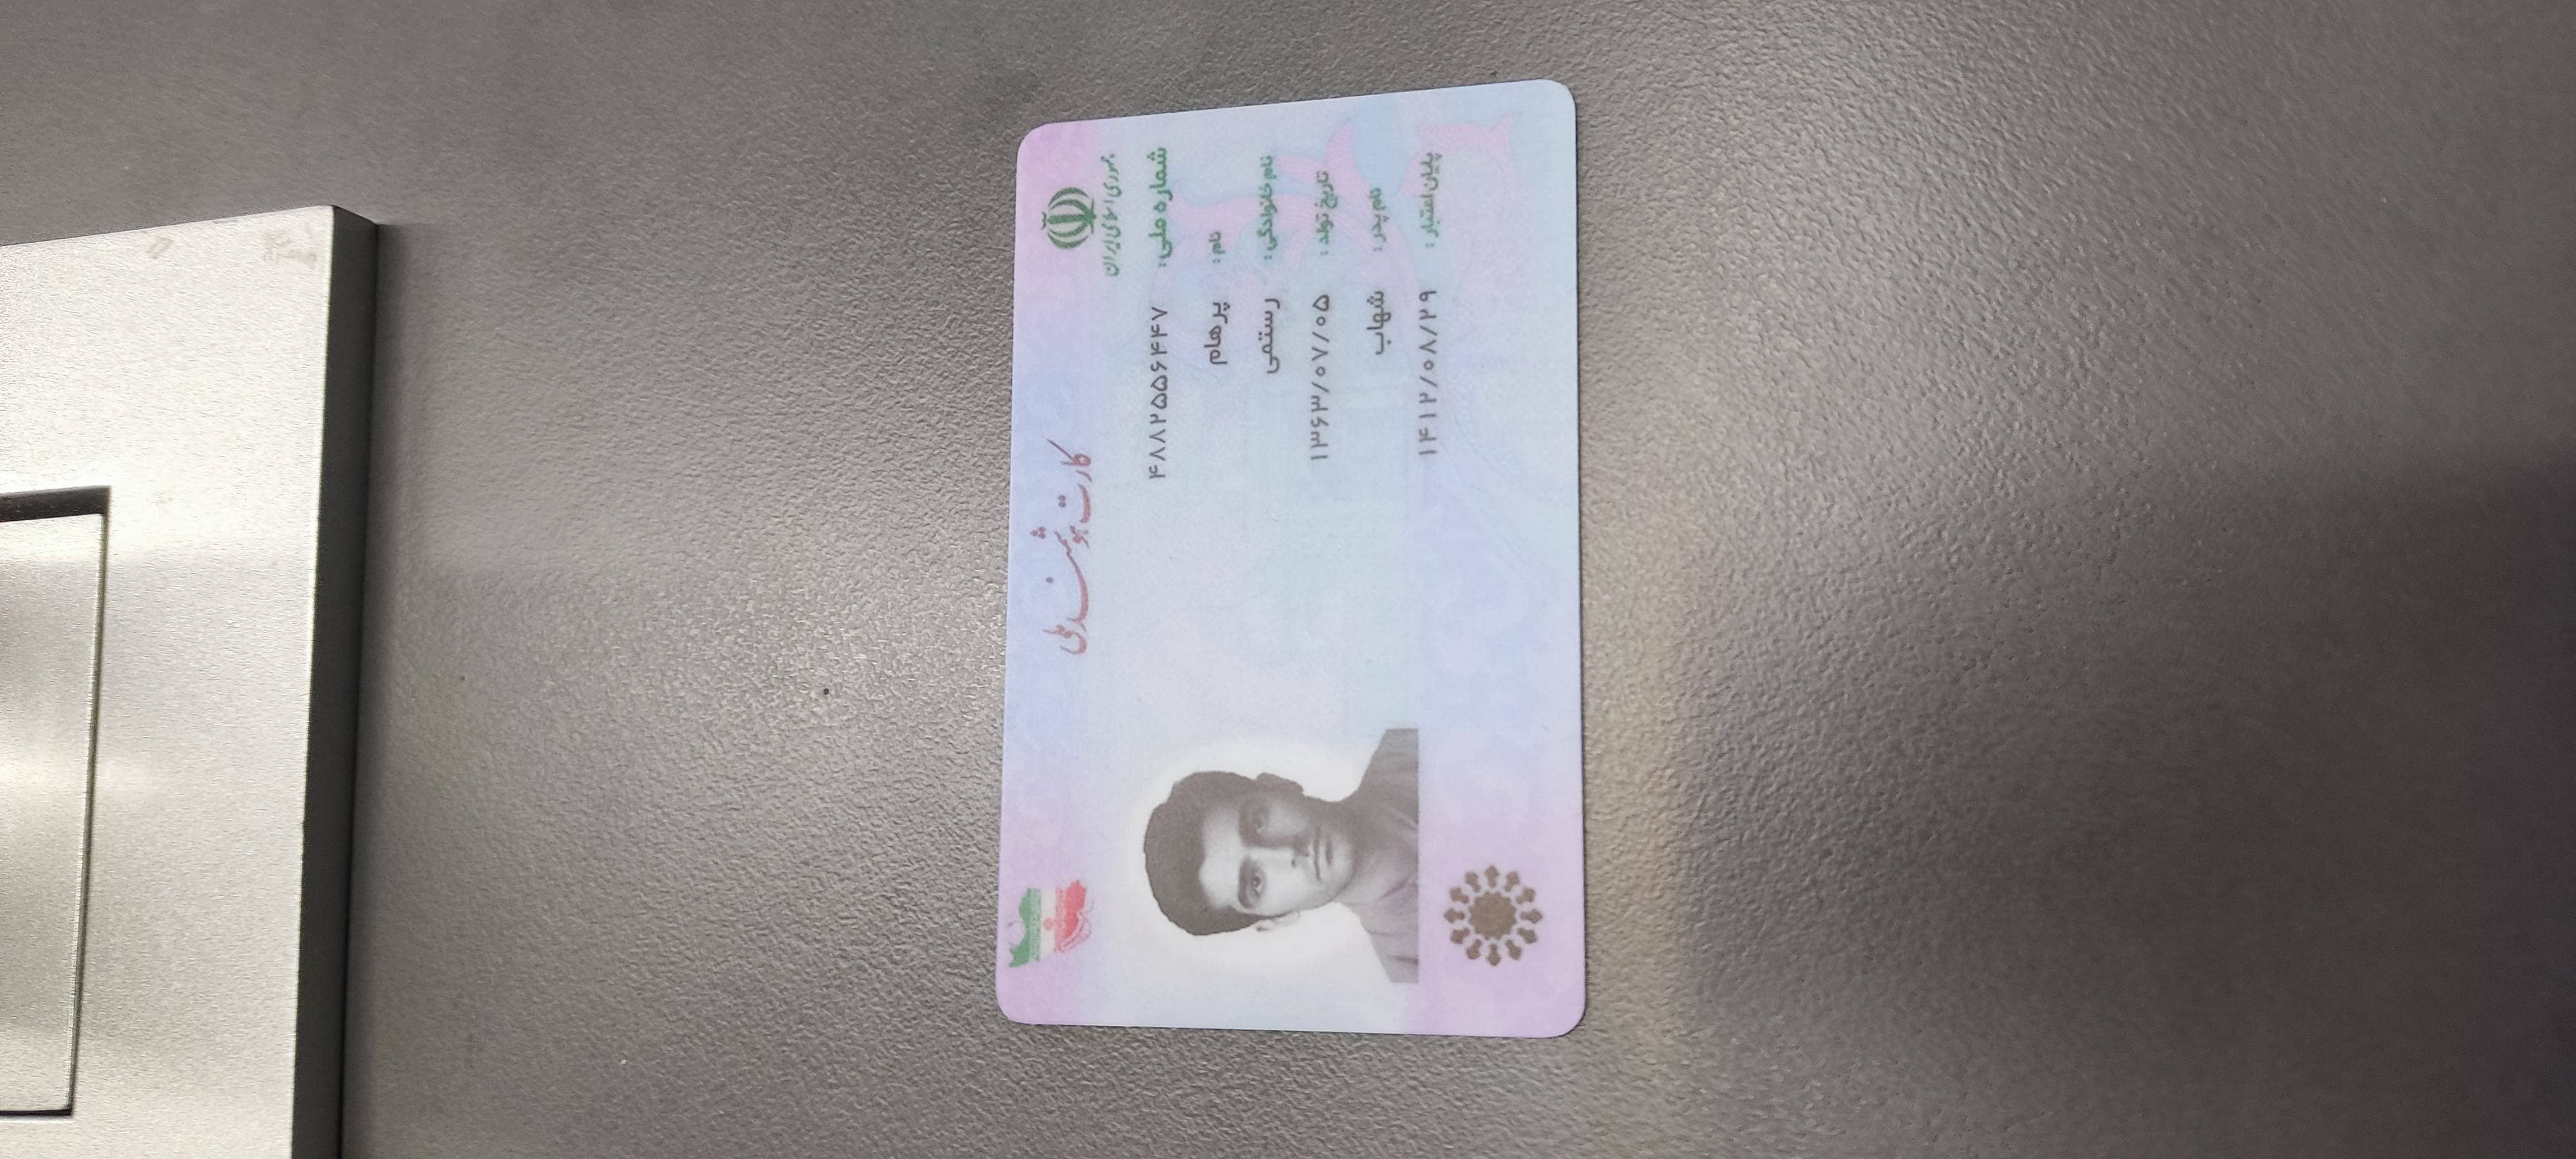 جمهوری اسلامی ایران
کارت هوشمند ملی
شماره ملی: ۴۸۸۲۵۵۶۴۴۷
نام: پرهام
نام خانوادگی: رستمی
تاریخ تولد: ۱۳۶۳/۰۷/۰۵
نام پدر: شهاب
پایان اعتبار: ۱۴۱۲/۰۸/۲۹